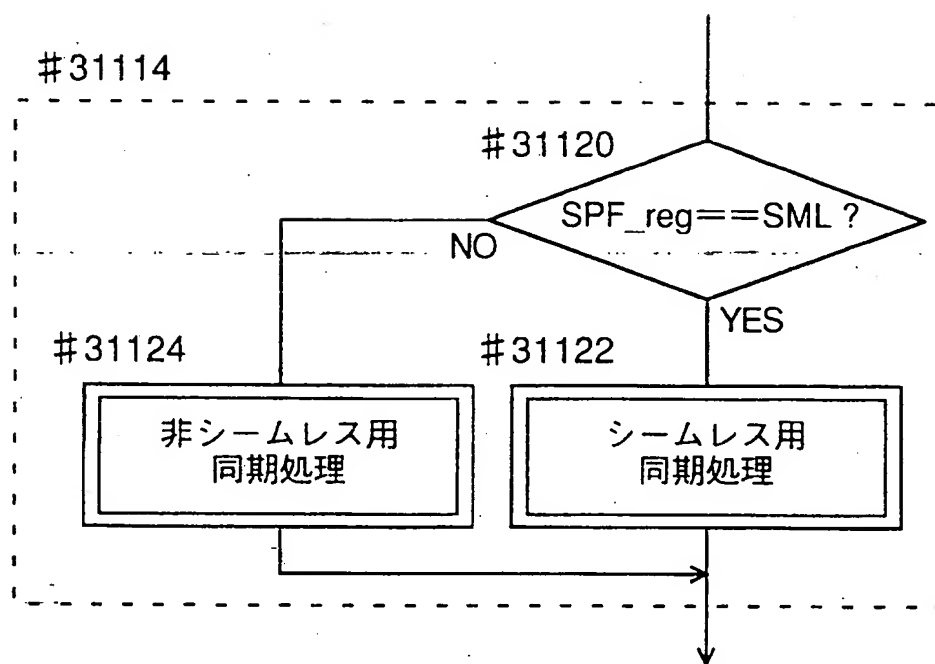 #31114
#31120
SPF_reg==SML?
NO
YES
#31124
#31122
非シームレス用
同期処理
シームレス用
同期処理